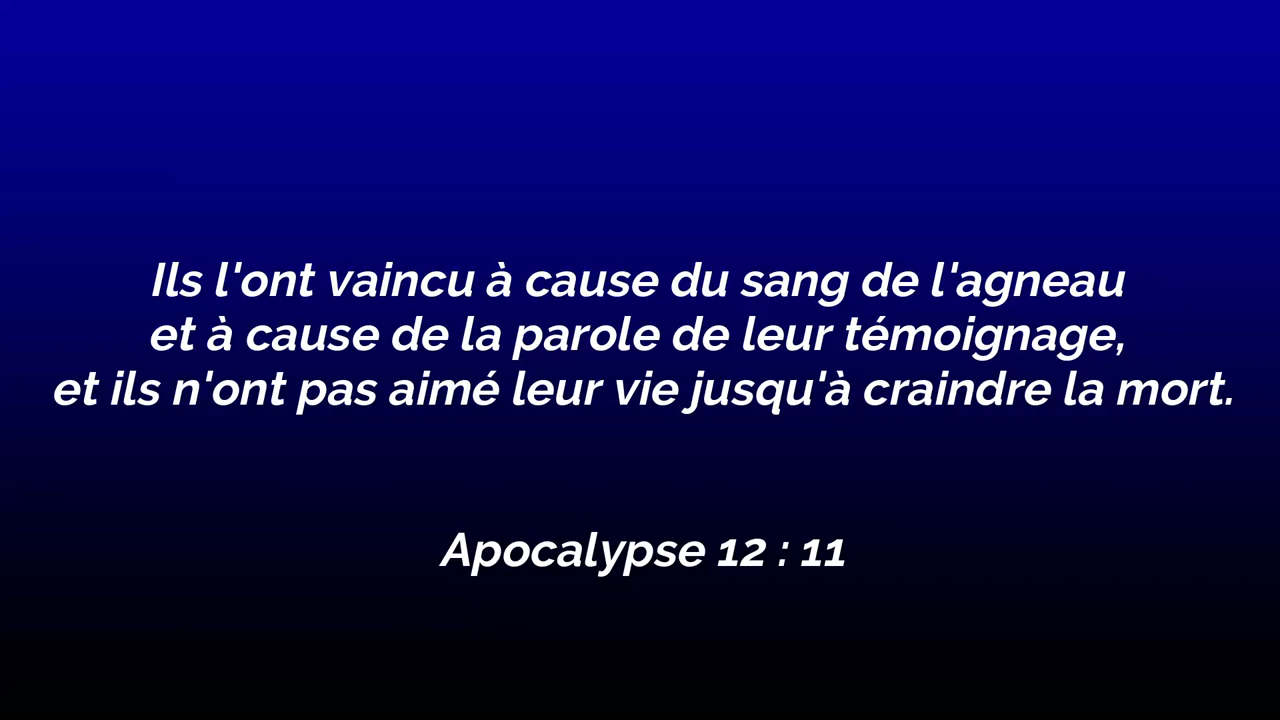 Ils l'ont vaincu à cause du sang de l'agneau
et à cause de la parole de leur témoignage,
et ils n'ont pas aimé leur vie jusqu'à craindre la mort.
Apocalypse 12 : 11